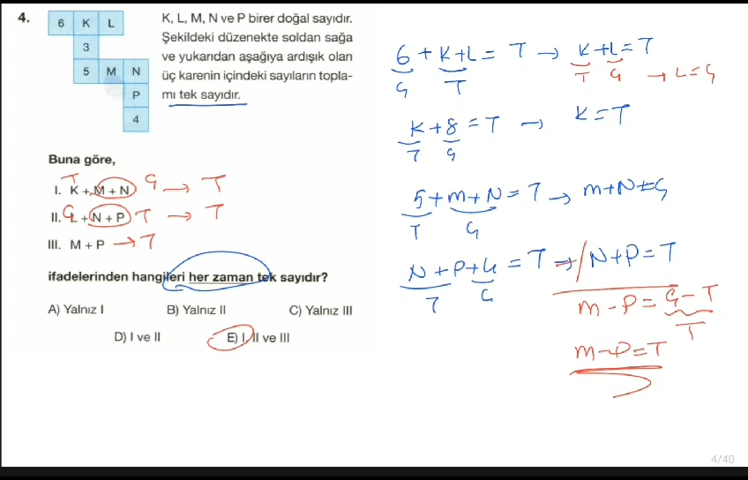 4.
6 K L
3
5 M N
P
4
K, L, M, N ve P birer doğal sayıdır.
Şekildeki düzenekte soldan sağa
ve yukarıdan aşağıya ardışık olan
üç karenin içindeki sayıların topla-
mı tek sayıdır.
Buna göre,
T G → T
I. K + M + N
G T → T
II. L + N + P
III. M + P → T
ifadelerinden hangileri her zaman tek sayıdır?
A) Yalnız I B) Yalnız II C) Yalnız III
D) I ve II E) I, II ve III
6 + K + L = T → K + L = T
G T T G → L = G
K + 8 = T → K = T
T G
5 + m + N = T → m + N = G
T G
N + P + 4 = T → N + P = T
T G
m - P = G - T
T
m - P = T
4/40